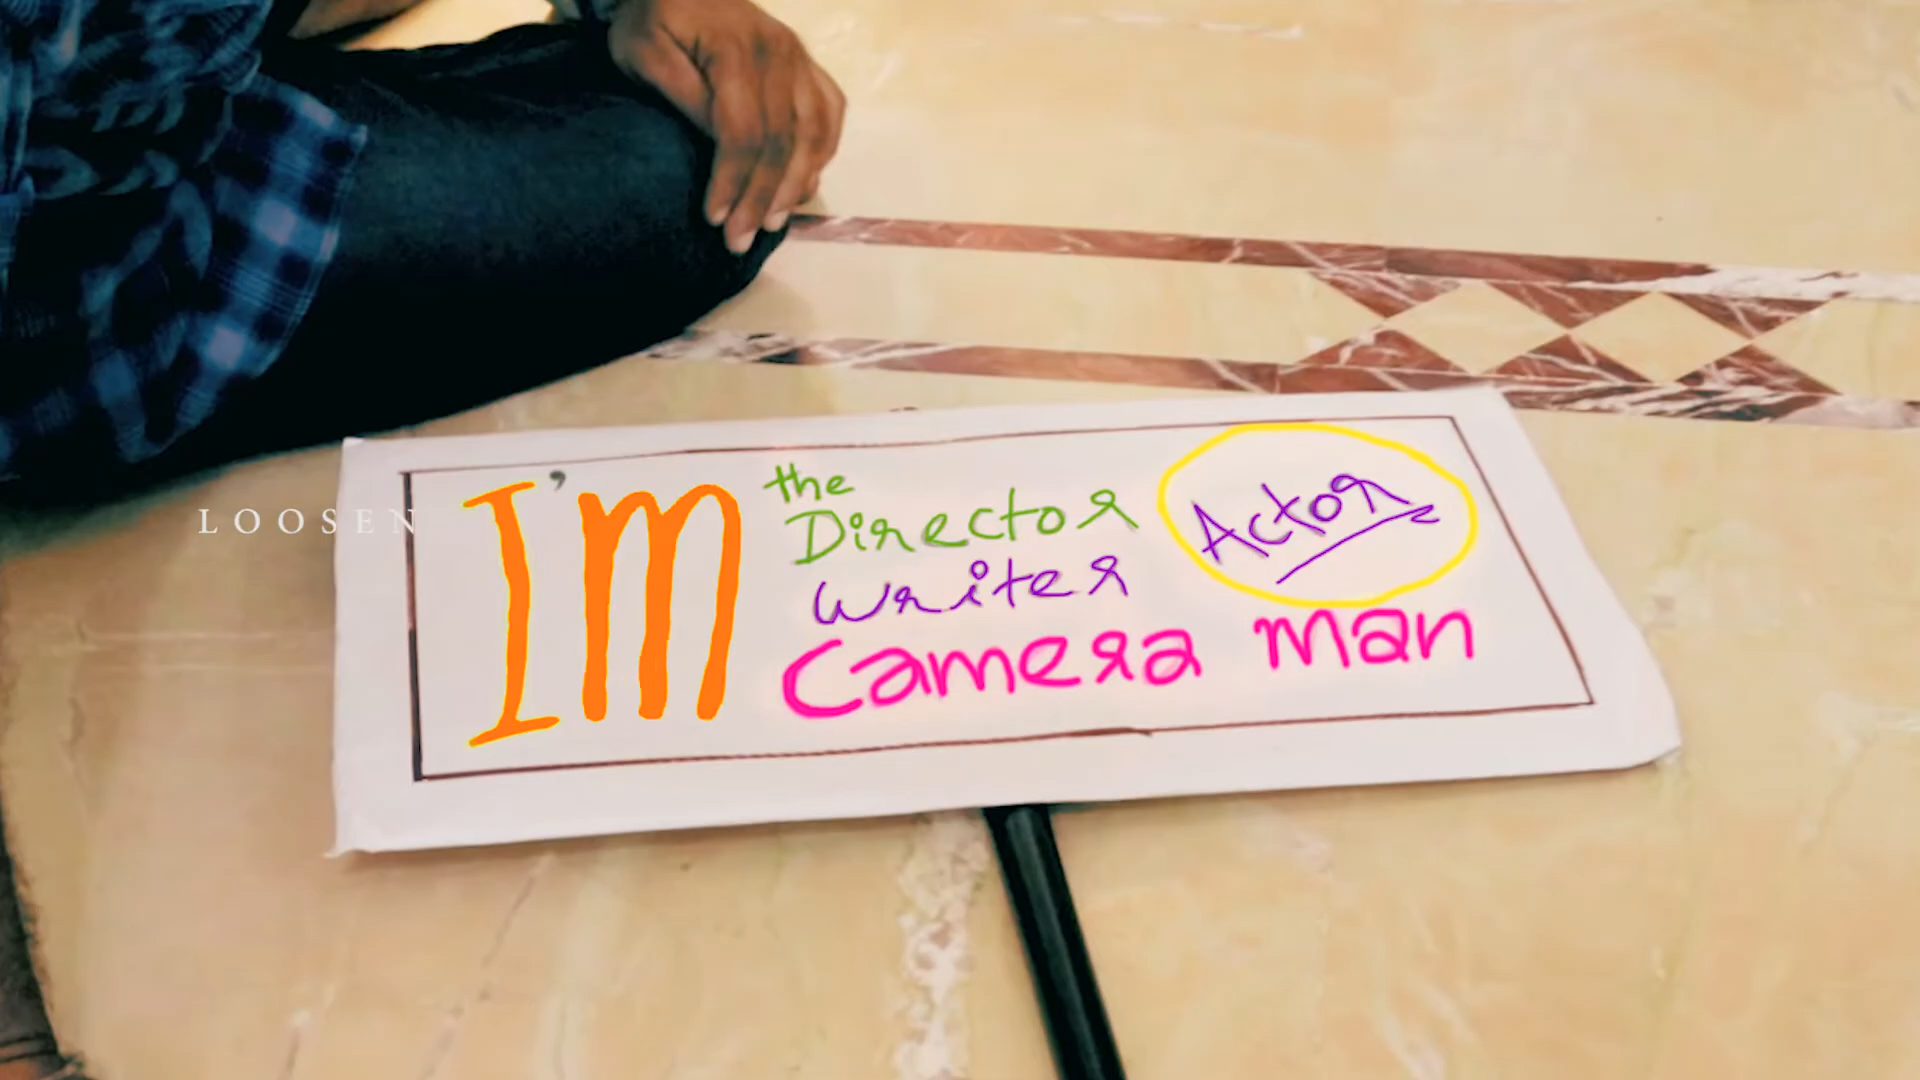 LOOSEN
I'm
the
Director
Writer
Camera man
Actor